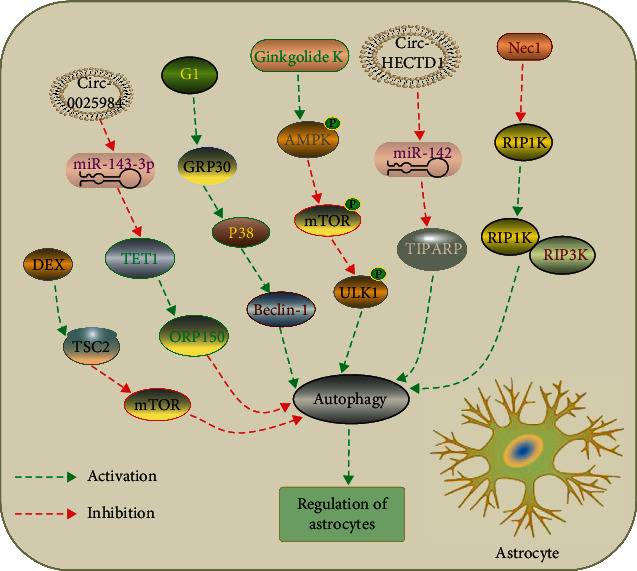 Circ-
0025984
miR-143-3p
TET1
ORP150
DEX
TSC2
mTOR
G1
GRP30
P38
Beclin-1
Ginkgolide K
AMPK
P
mTOR
P
ULK1
P
Circ-
HECTD1
miR-142
TIPARP
Nec1
RIP1K
RIP1K
RIP3K
Autophagy
Regulation of
astrocytes
Activation
Inhibition
Astrocyte